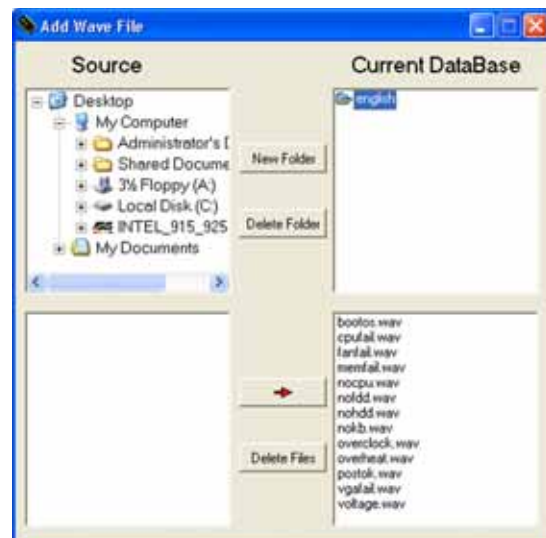 Add Wave File
Source
Current DataBase
Desktop
My Computer
Administrator's D
Shared Docume
3½ Floppy (A:)
Local Disk (C:)
INTEL_915_925
My Documents
New Folder
Delete Folder
english
Delete Files
bootos.wav
cpufail.wav
fanfail.wav
memfail.wav
nocpu.wav
nofdd.wav
nohdd.wav
nokb.wav
overclock.wav
overheat.wav
postok.wav
vgafail.wav
voltage.wav